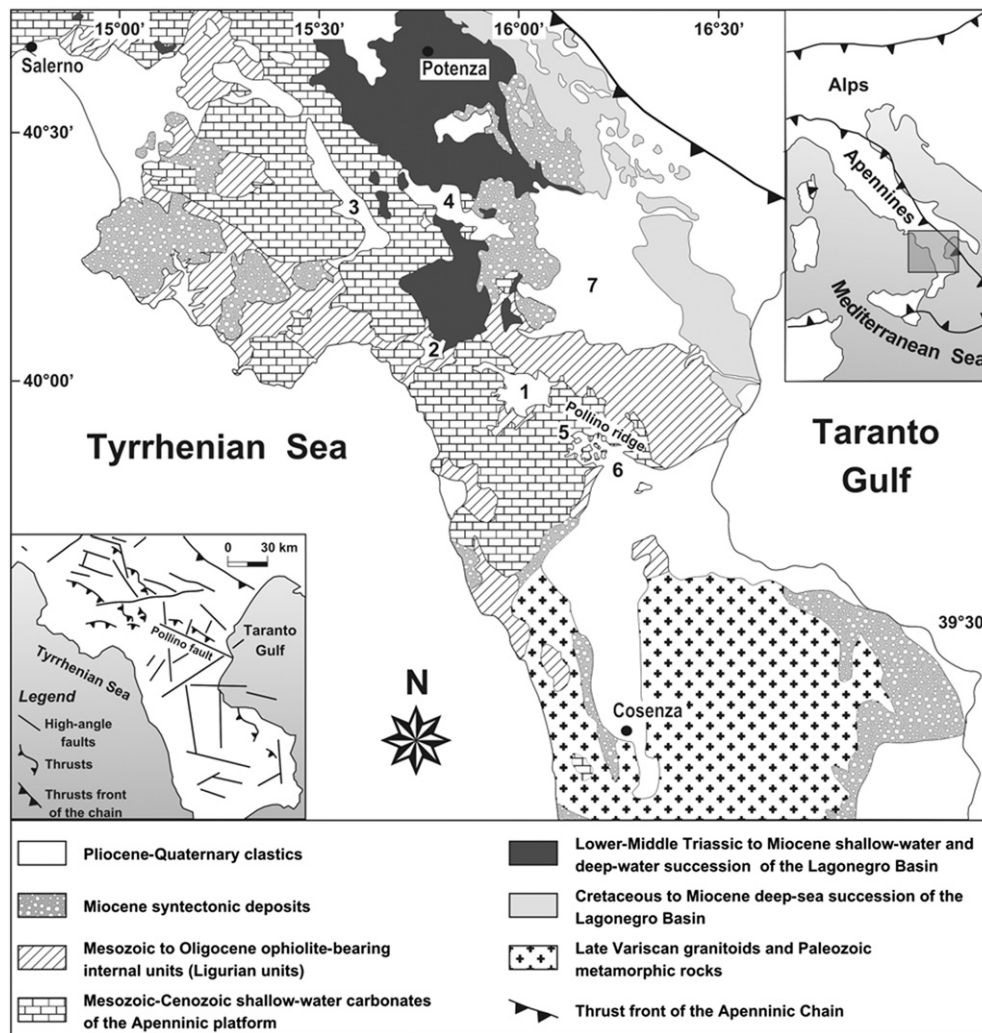 15°00’
15°30’
16°00’
16°30’
Salerno
Potenza
Alps
40°30’
Apennines
3
4
7
Mediterranean Sea
2
40°00’
1
Pollino ridge
5
Tyrrhenian Sea
Taranto
Gulf
6
0 30 km
Pollino fault
Taranto
Gulf
Tyrrhenian Sea
39°30’
Legend
High-angle
faults
Thrusts
Thrusts front
of the chain
N
Cosenza
Pliocene-Quaternary clastics
Miocene syntectonic deposits
Mesozoic to Oligocene ophiolite-bearing
internal units (Ligurian units)
Mesozoic-Cenozoic shallow-water carbonates
of the Apenninic platform
Lower-Middle Triassic to Miocene shallow-water and
deep-water succession of the Lagonegro Basin
Cretaceous to Miocene deep-sea succession of the
Lagonegro Basin
Late Variscan granitoids and Paleozoic
metamorphic rocks
Thrust front of the Apenninic Chain